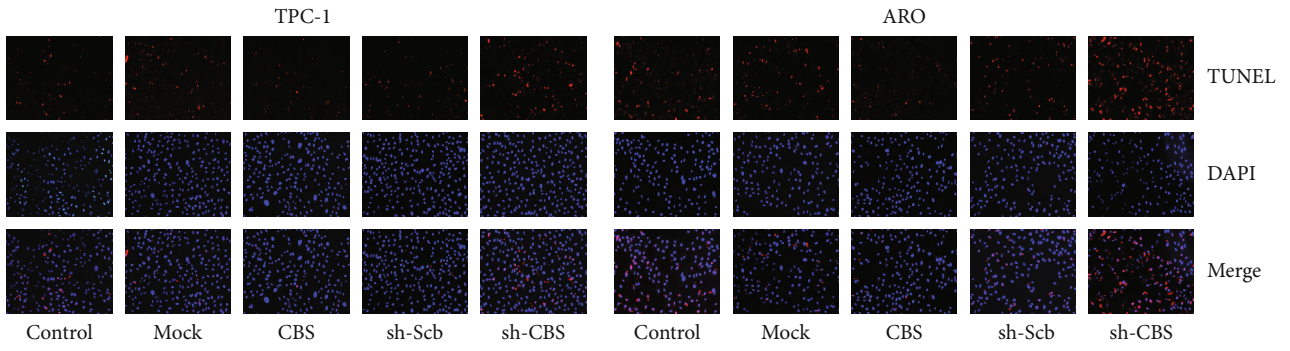 TPC-1 ARO
TUNEL
DAPI
Merge
Control Mock CBS sh-Scb sh-CBS Control Mock CBS sh-Scb sh-CBS